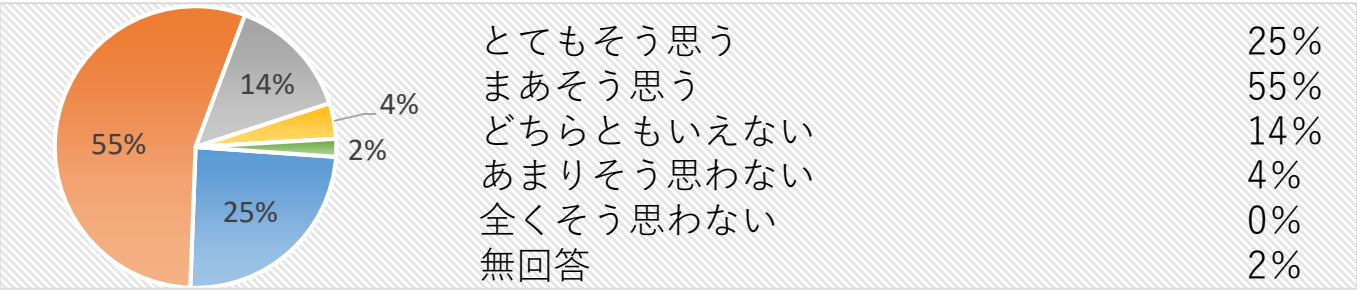 14%
4%
55%
2%
25%
とてもそう思う 25%
まあそう思う 55%
どちらともいえない 14%
あまりそう思わない 4%
全くそう思わない 0%
無回答 2%